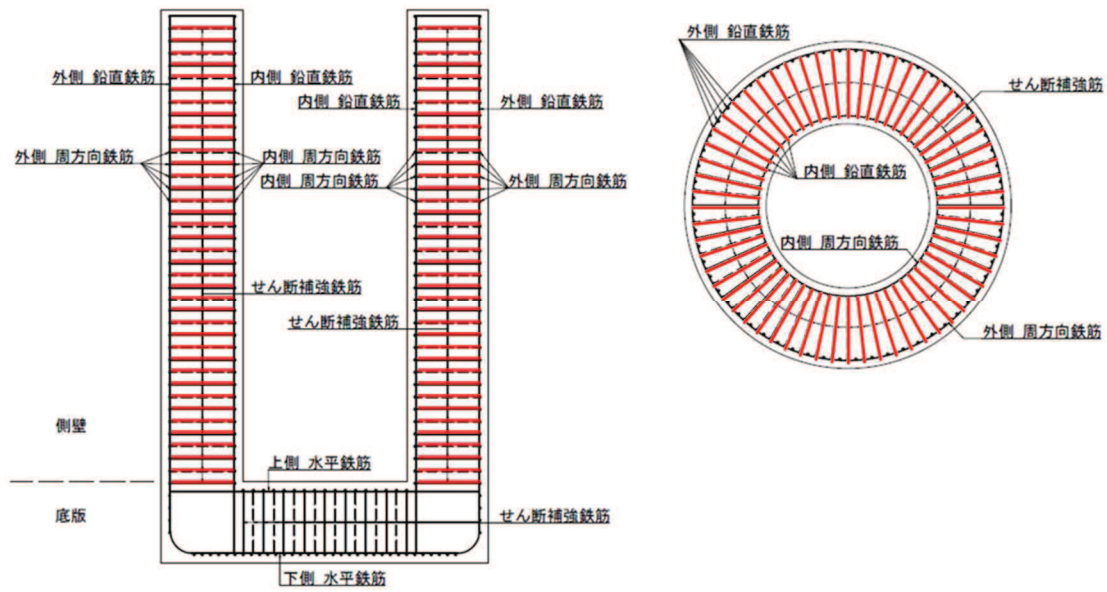 外側 鉛直鉄筋
内側 鉛直鉄筋
内側 鉛直鉄筋
外側 鉛直鉄筋
外側 周方向鉄筋
内側 周方向鉄筋
内側 周方向鉄筋
外側 周方向鉄筋
せん断補強鉄筋
せん断補強鉄筋
側壁
上側 水平鉄筋
底版
せん断補強鉄筋
下側 水平鉄筋
外側 鉛直鉄筋
せん断補強筋
内側 鉛直鉄筋
内側 周方向鉄筋
外側 周方向鉄筋